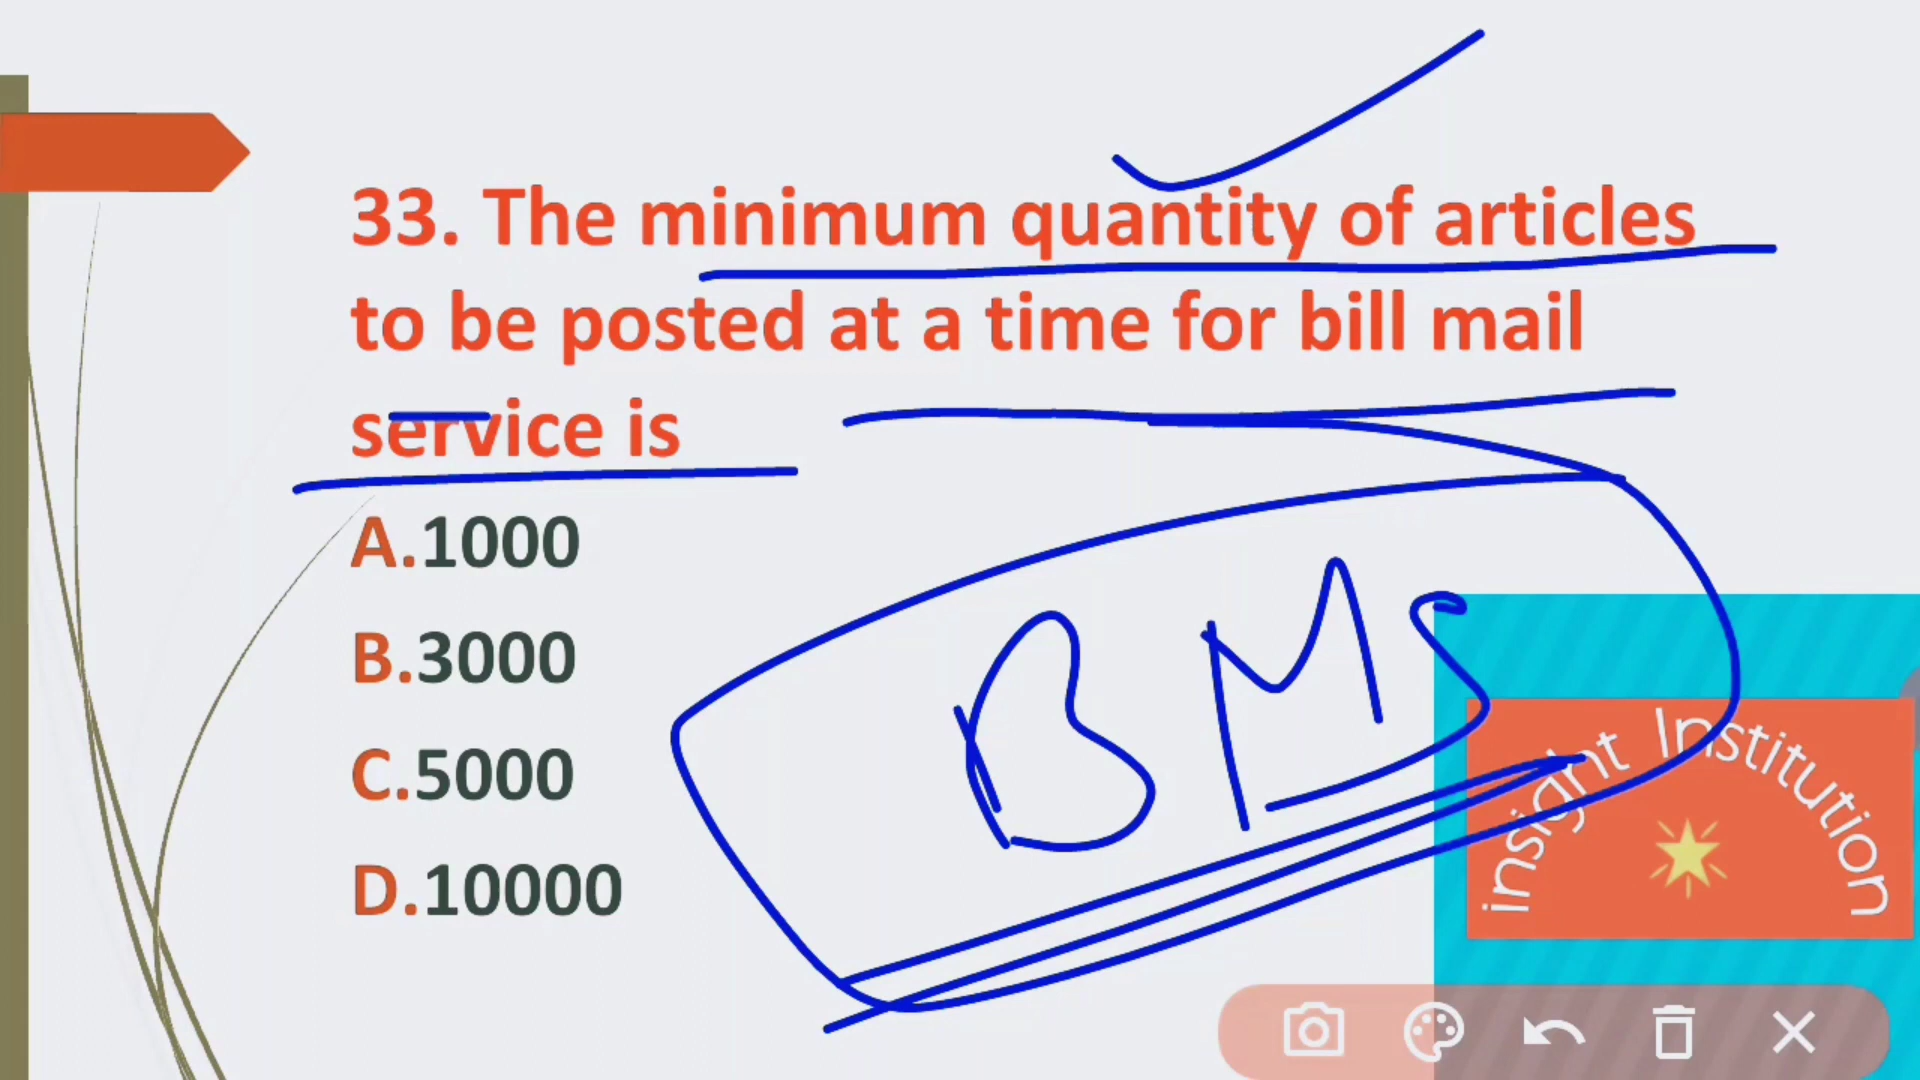 33. The minimum quantity of articles
to be posted at a time for bill mail
service is
A.1000
B.3000
C.5000
D.10000
BMS
insight Institution